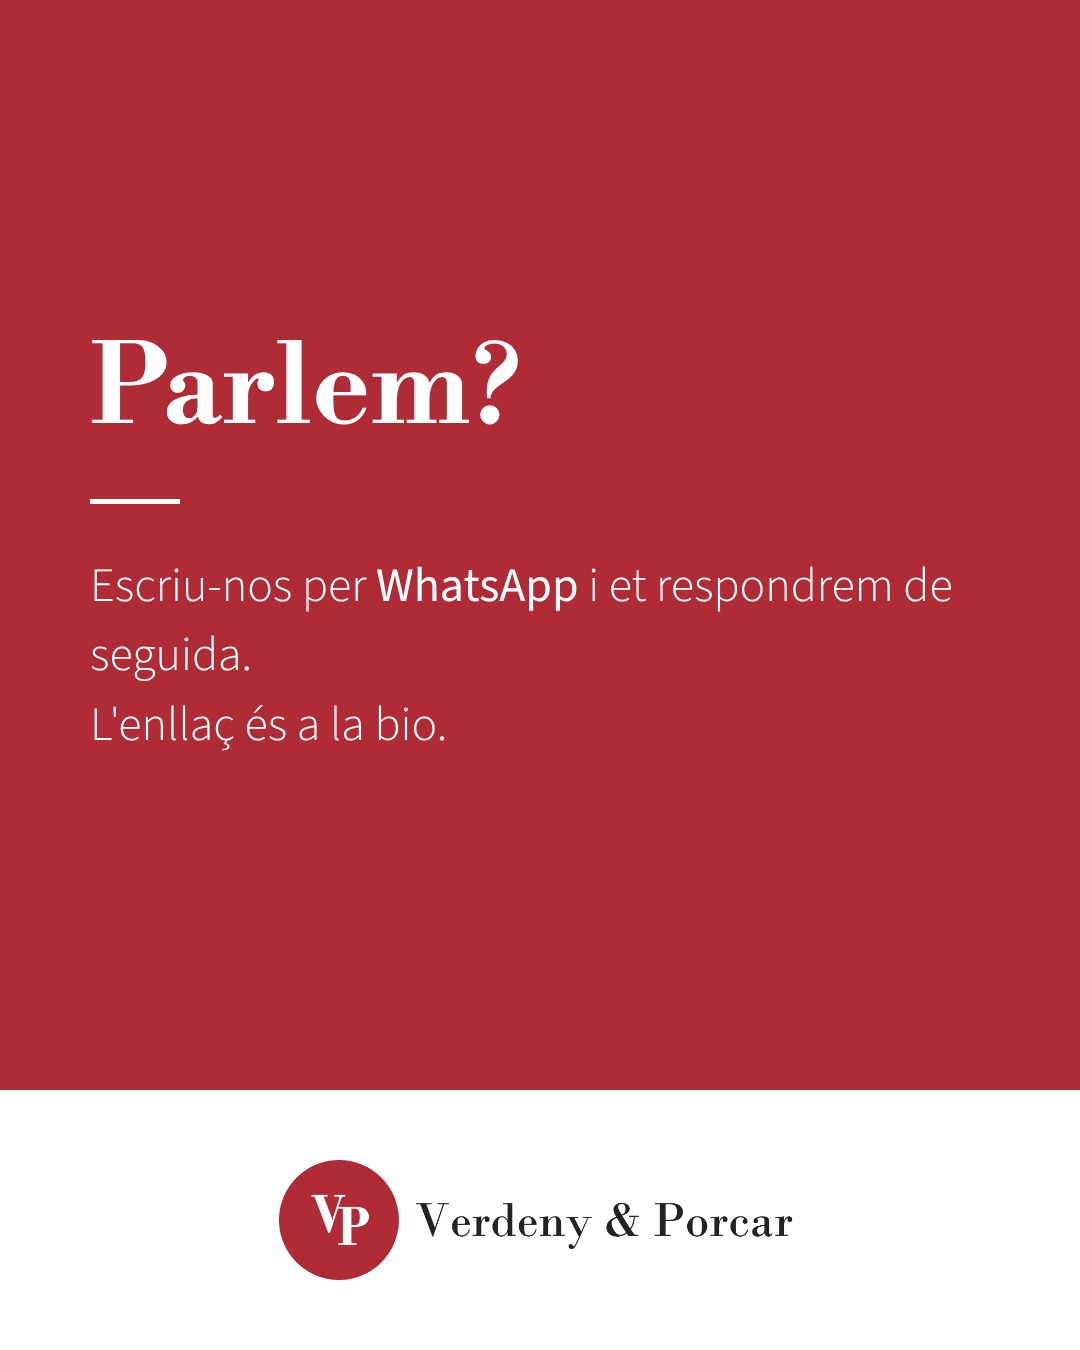 Parlem?
Escriu-nos per WhatsApp i et respondrem de
seguida.
L'enllaç és a la bio.
VP
Verdeny & Porcar